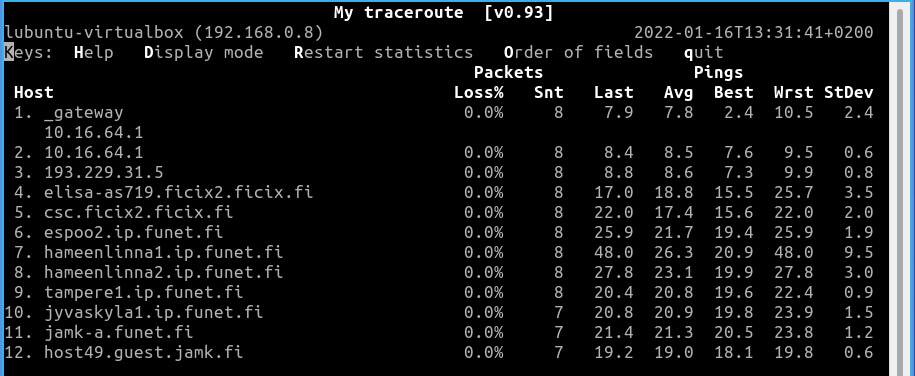 My traceroute  [v0.93]
lubuntu-virtualbox (192.168.0.8) 2022-01-16T13:31:41+0200
Keys:  Help   Display mode   Restart statistics   Order of fields   quit
Packets Pings
Host Loss% Snt Last Avg Best Wrst StDev
1. _gateway 0.0% 8 7.9 7.8 2.4 10.5 2.4
10.16.64.1
2. 10.16.64.1 0.0% 8 8.4 8.5 7.6 9.5 0.6
3. 193.229.31.5 0.0% 8 8.8 8.6 7.3 9.9 0.8
4. elisa-as719.ficix2.ficix.fi 0.0% 8 17.0 18.8 15.5 25.7 3.5
5. csc.ficix2.ficix.fi 0.0% 8 22.0 17.4 15.6 22.0 2.0
6. espoo2.ip.funet.fi 0.0% 8 25.9 21.7 19.4 25.9 1.9
7. hameenlinna1.ip.funet.fi 0.0% 8 48.0 26.3 20.9 48.0 9.5
8. hameenlinna2.ip.funet.fi 0.0% 8 27.8 23.1 19.9 27.8 3.0
9. tampere1.ip.funet.fi 0.0% 8 20.4 20.8 19.6 22.4 0.9
10. jyvaskyla1.ip.funet.fi 0.0% 7 20.8 20.9 19.8 23.9 1.5
11. jamk-a.funet.fi 0.0% 7 21.4 21.3 20.5 23.8 1.2
12. host49.guest.jamk.fi 0.0% 7 19.2 19.0 18.1 19.8 0.6